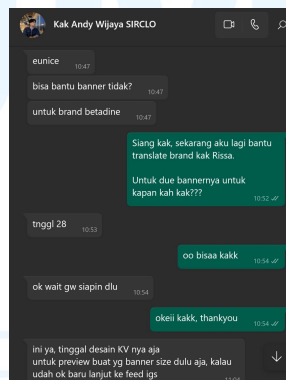 Kak Andy Wijaya SIRCLO
eunice
10:47
bisa bantu banner tidak?
10:47
untuk brand betadine
10:47
Siang kak, sekarang aku lagi bantu
translate brand kak Rissa.
Untuk due bannernya untuk
kapan kah kak???
10:52
tnggl 28
10:53
oo bisaa kakk
10:54
ok wait gw siapin dlu
10:54
okeii kakk, thankyou
10:54
ini ya, tinggal desain KV nya aja
untuk preview buat yg banner size dulu aja, kalau
udah ok baru lanjut ke feed igs